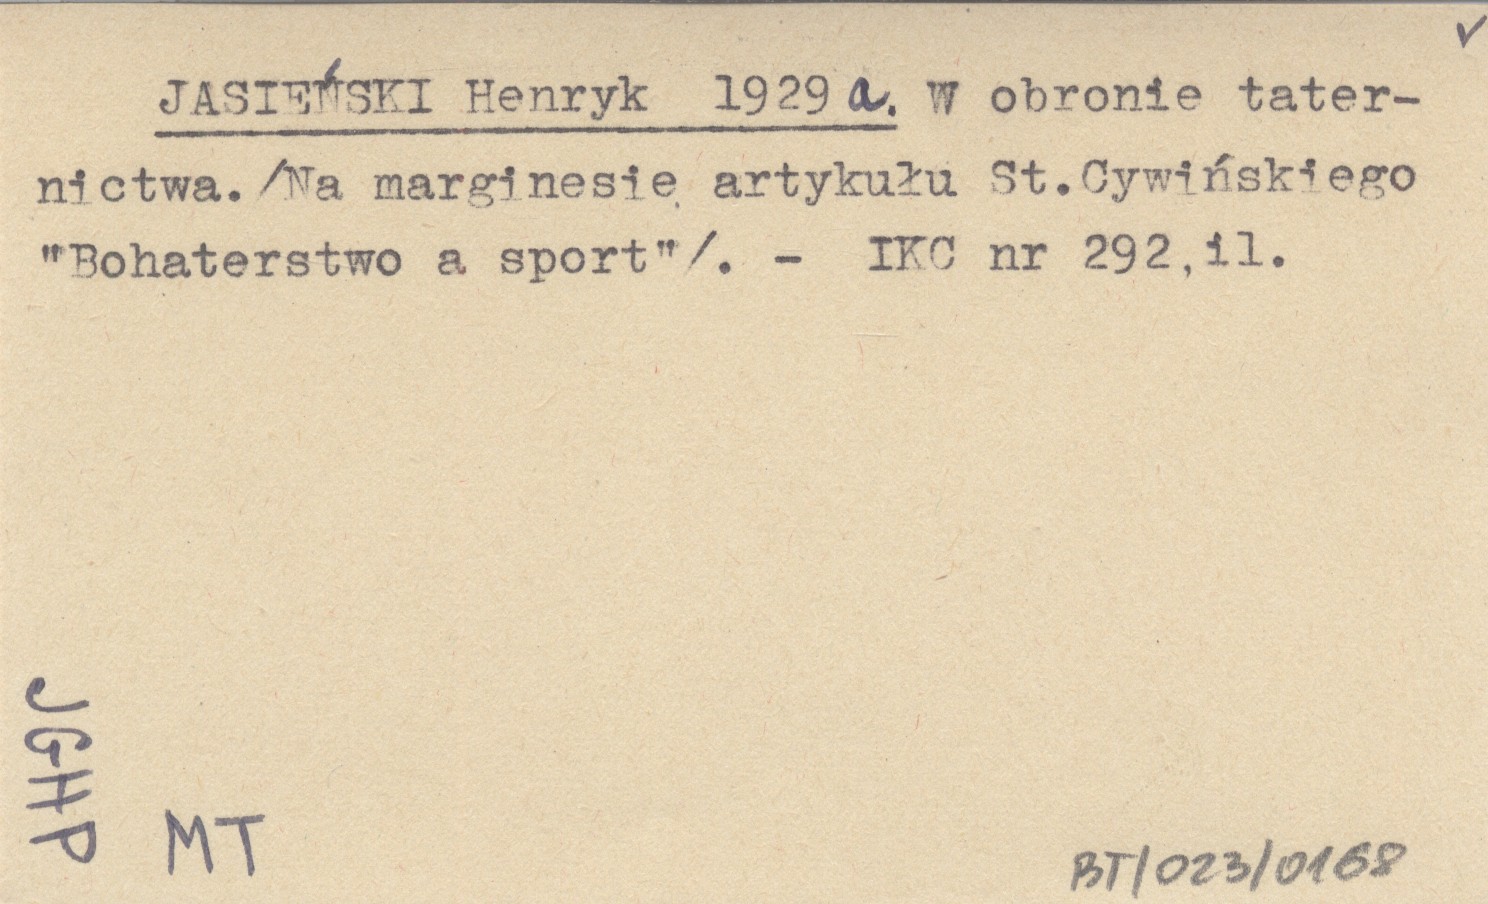 ✓
JASIEŃSKI Henryk 1929 a. W obronie tater-
nictwa. /Na marginesie artykułu St.Cywińskiego
"Bohaterstwo a sport"/. - IKC nr 292,il.
JGHP
MT
BT/023/0168